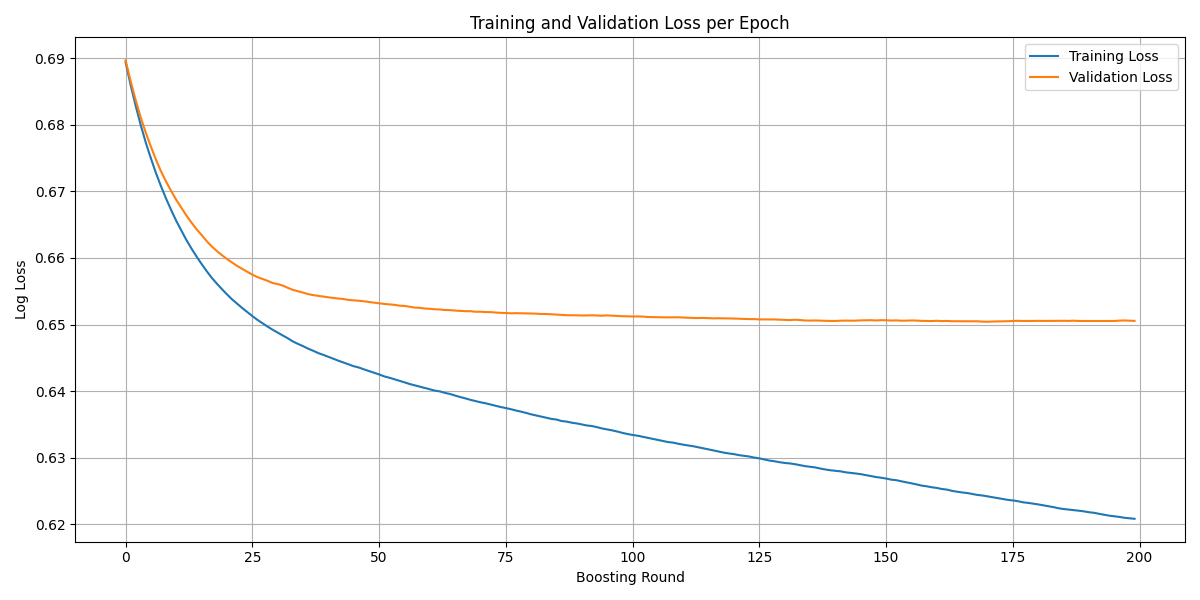 Training and Validation Loss per Epoch
Training Loss
Validation Loss
Log Loss
0.69
0.68
0.67
0.66
0.65
0.64
0.63
0.62
0 25 50 75 100 125 150 175 200
Boosting Round